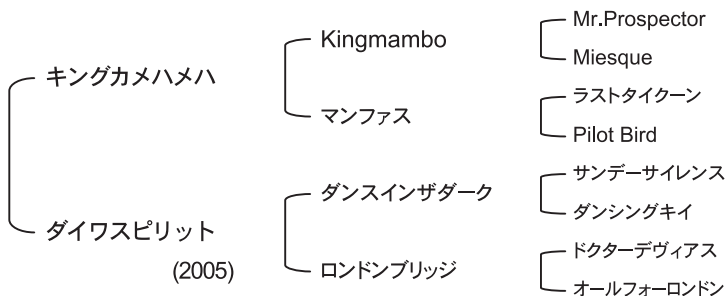 Mr.Prospector
Kingmambo
Miesque
キングカメハメハ
ラストタイクーン
マンファス
Pilot Bird
サンデーサイレンス
ダンスインザダーク
ダンシングキイ
ダイワスピリット
(2005)
ドクターデヴィアス
ロンドンブリッジ
オールフォーロンドン